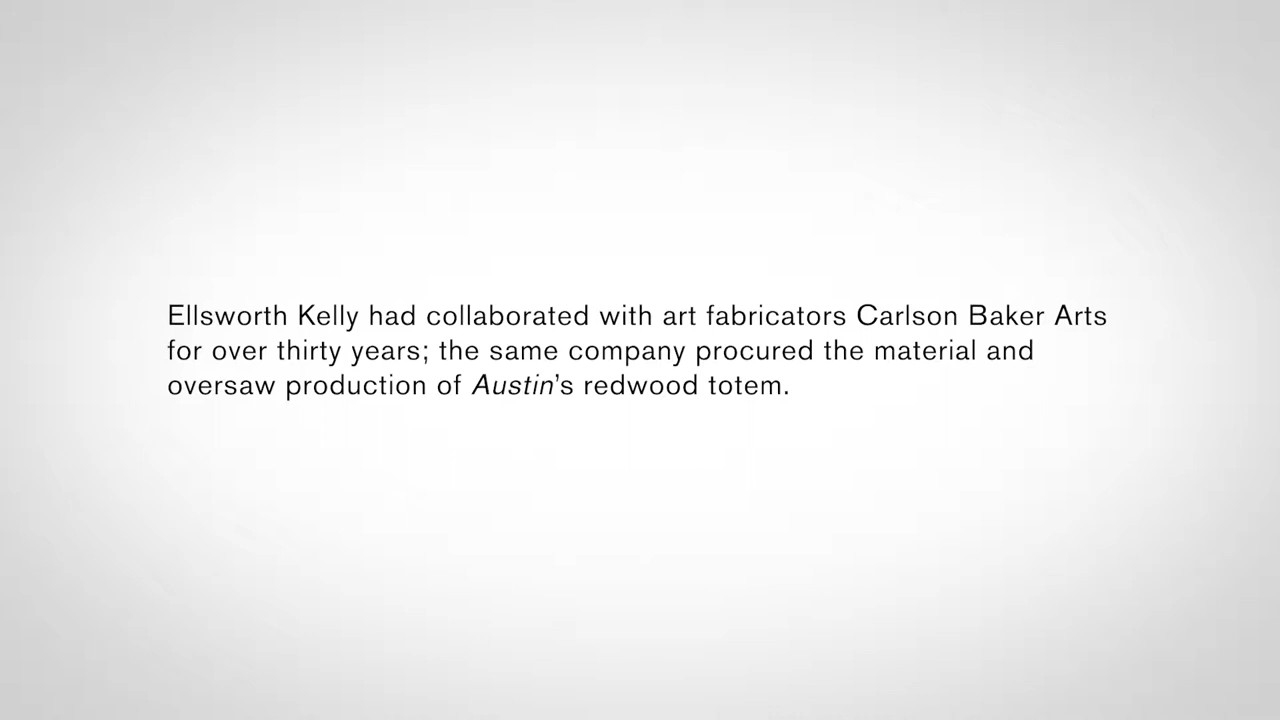 Ellsworth Kelly had collaborated with art fabricators Carlson Baker Arts
for over thirty years; the same company procured the material and
oversaw production of Austin’s redwood totem.